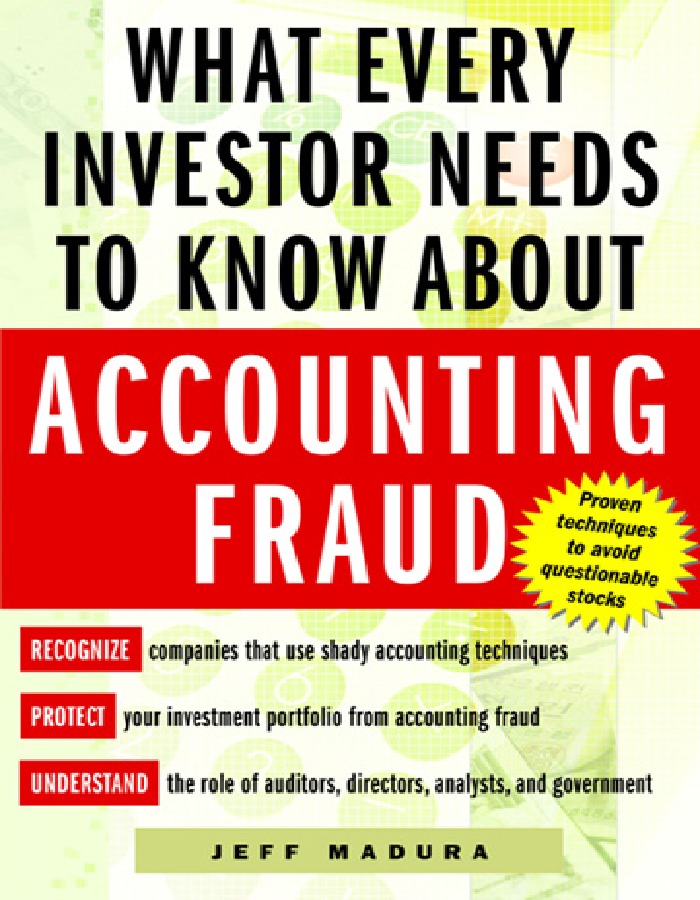 WHAT EVERY
INVESTOR NEEDS
TO KNOW ABOUT
ACCOUNTING
FRAUD
Proven
techniques
to avoid
questionable
stocks
RECOGNIZE companies that use shady accounting techniques
PROTECT your investment portfolio from accounting fraud
UNDERSTAND the role of auditors, directors, analysts, and government
JEFF MADURA